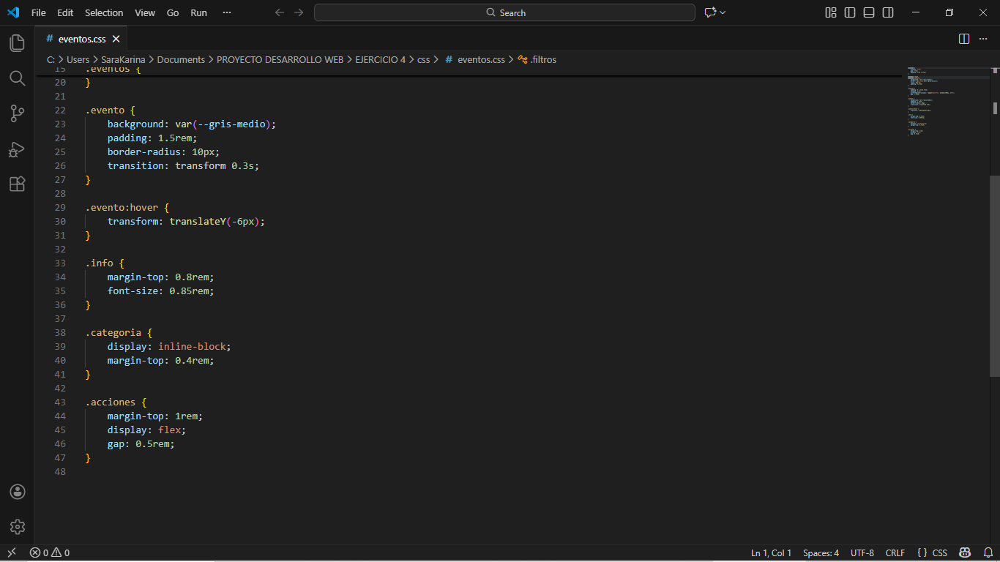 File Edit Selection View Go Run ··· Search
# eventos.css
C: > Users > SaraKarina > Documents > PROYECTO DESARROLLO WEB > EJERCICIO 4 > css > # eventos.css > .filtros
15 .eventos {
20 }
21
22 .evento {
23     background: var(--gris-medio);
24     padding: 1.5rem;
25     border-radius: 10px;
26     transition: transform 0.3s;
27 }
28
29 .evento:hover {
30     transform: translateY(-6px);
31 }
32
33 .info {
34     margin-top: 0.8rem;
35     font-size: 0.85rem;
36 }
37
38 .categoria {
39     display: inline-block;
40     margin-top: 0.4rem;
41 }
42
43 .acciones {
44     margin-top: 1rem;
45     display: flex;
46     gap: 0.5rem;
47 }
48
0 0 Ln 1, Col 1 Spaces: 4 UTF-8 CRLF { } CSS